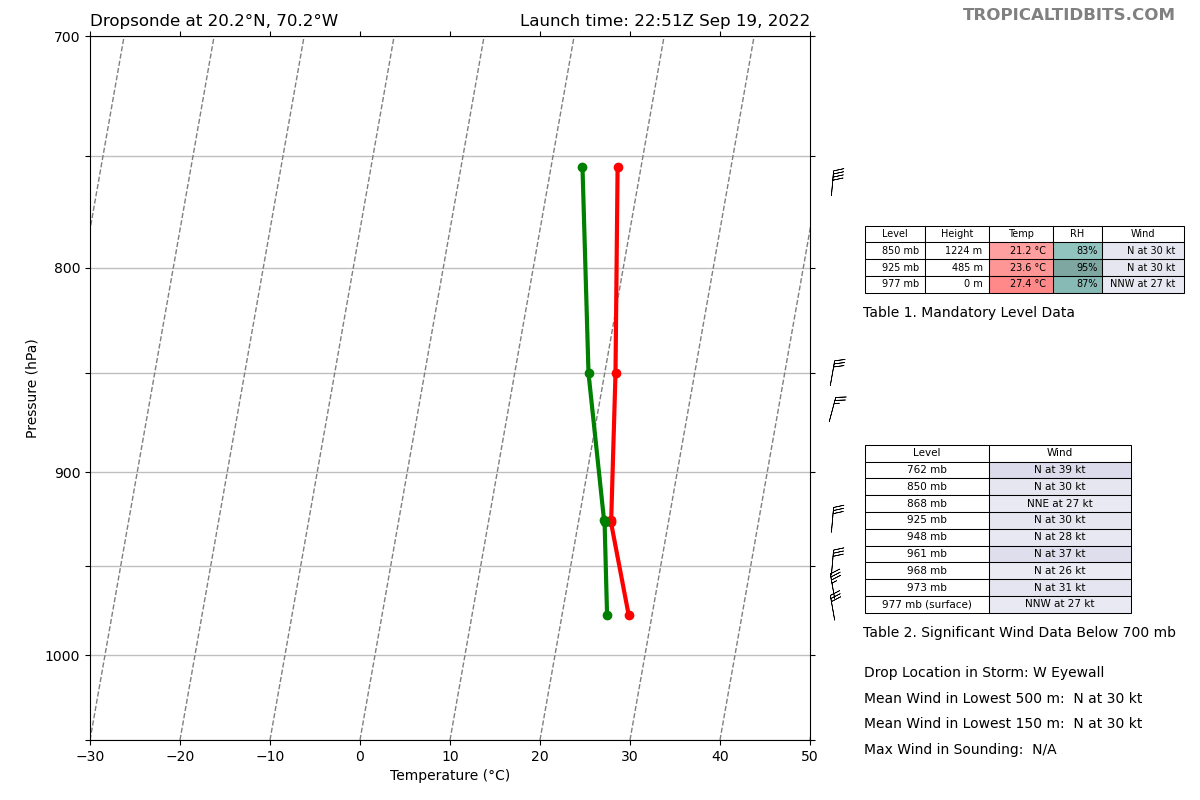 Dropsonde at 20.2°N, 70.2°W
Launch time: 22:51Z Sep 19, 2022
TROPICALTIDBITS.COM
700
800
900
1000
Pressure (hPa)
−30 −20 −10 0 10 20 30 40 50
Temperature (°C)
Level Height Temp RH Wind
850 mb 1224 m 21.2 °C 83% N at 30 kt
925 mb 485 m 23.6 °C 95% N at 30 kt
977 mb 0 m 27.4 °C 87% NNW at 27 kt
Table 1. Mandatory Level Data
Level Wind
762 mb N at 39 kt
850 mb N at 30 kt
868 mb NNE at 27 kt
925 mb N at 30 kt
948 mb N at 28 kt
961 mb N at 37 kt
968 mb N at 26 kt
973 mb N at 31 kt
977 mb (surface) NNW at 27 kt
Table 2. Significant Wind Data Below 700 mb
Drop Location in Storm: W Eyewall
Mean Wind in Lowest 500 m:  N at 30 kt
Mean Wind in Lowest 150 m:  N at 30 kt
Max Wind in Sounding:  N/A